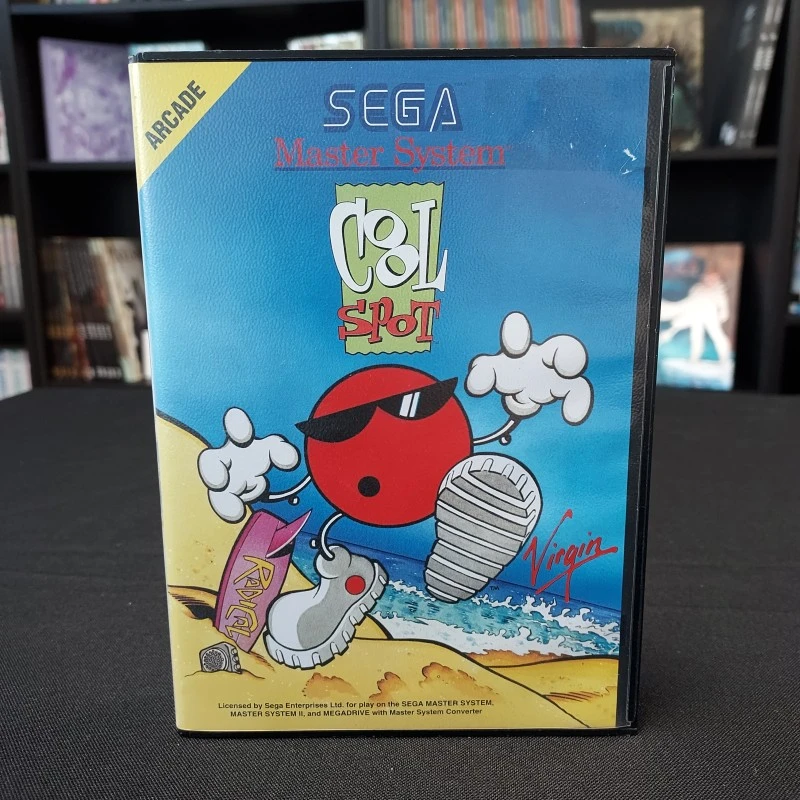 ARCADE
SEGA
Master System
COOL
SPOT
RADICAL
Virgin
TM
Licensed by Sega Enterprises Ltd. for play on the SEGA MASTER SYSTEM,
MASTER SYSTEM II, and MEGADRIVE with Master System Converter